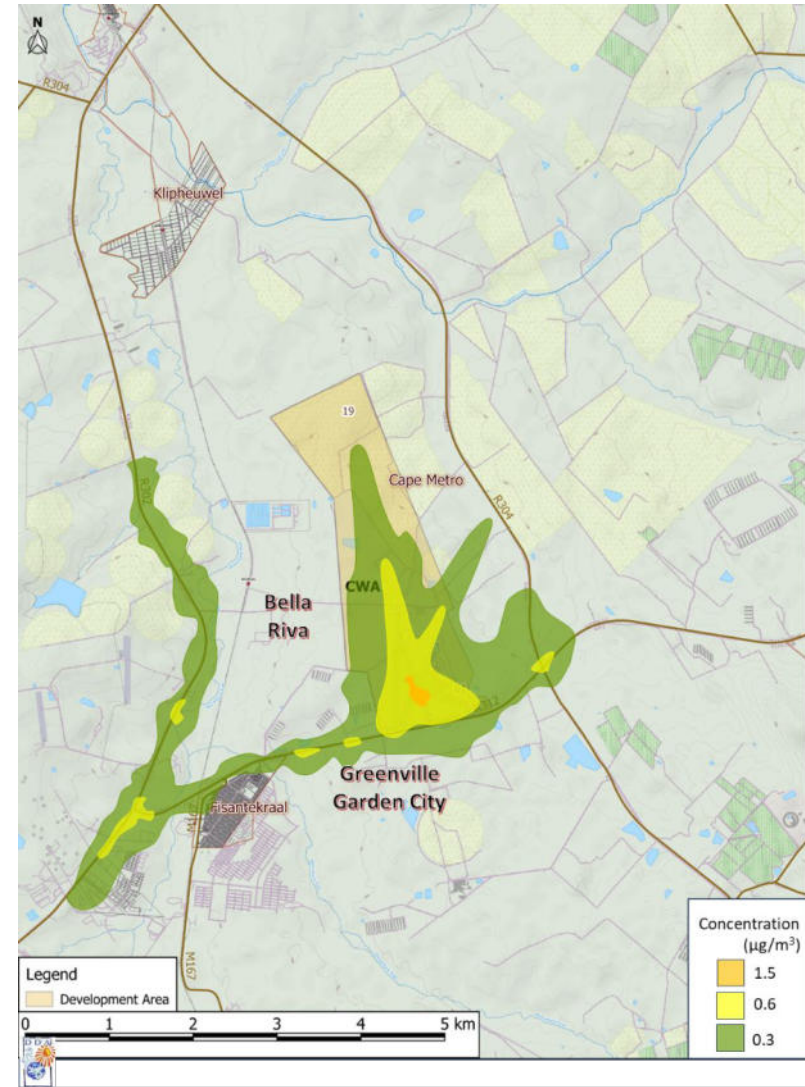 N
R304
Klipheuwel
19
Cape Metro
R302
R304
CWA
Bella
Riva
R312
Greenville
Garden City
Fisantekraal
M167
Concentration
(µg/m³)
1.5
0.6
0.3
Legend
Development Area
0 1 2 3 4 5 km
D D A